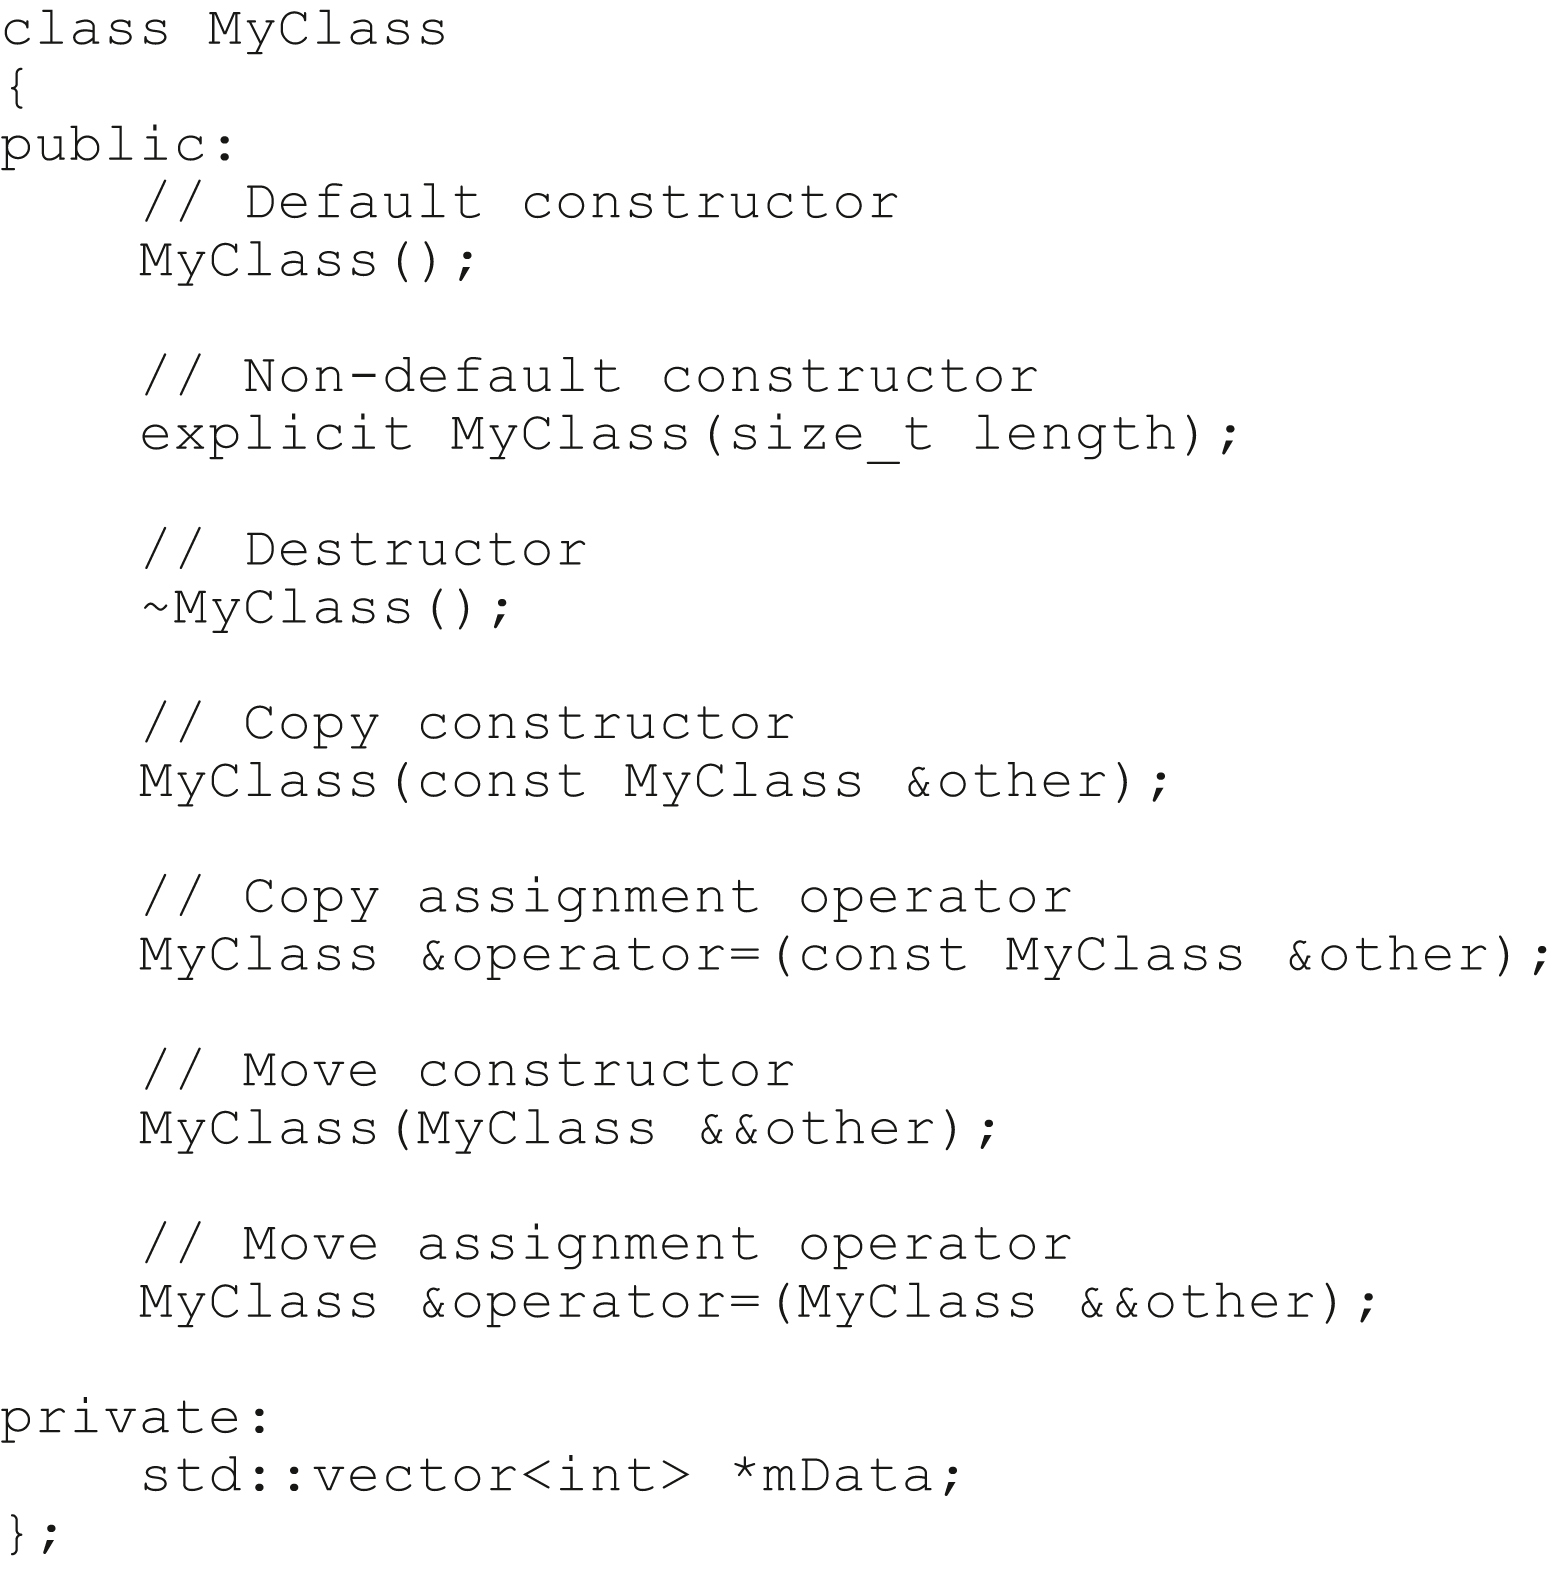 class MyClass
{
public:
    // Default constructor
    MyClass();

    // Non-default constructor
    explicit MyClass(size_t length);

    // Destructor
    ~MyClass();

    // Copy constructor
    MyClass(const MyClass &other);

    // Copy assignment operator
    MyClass &operator=(const MyClass &other);

    // Move constructor
    MyClass(MyClass &&other);

    // Move assignment operator
    MyClass &operator=(MyClass &&other);

private:
    std::vector<int> *mData;
};